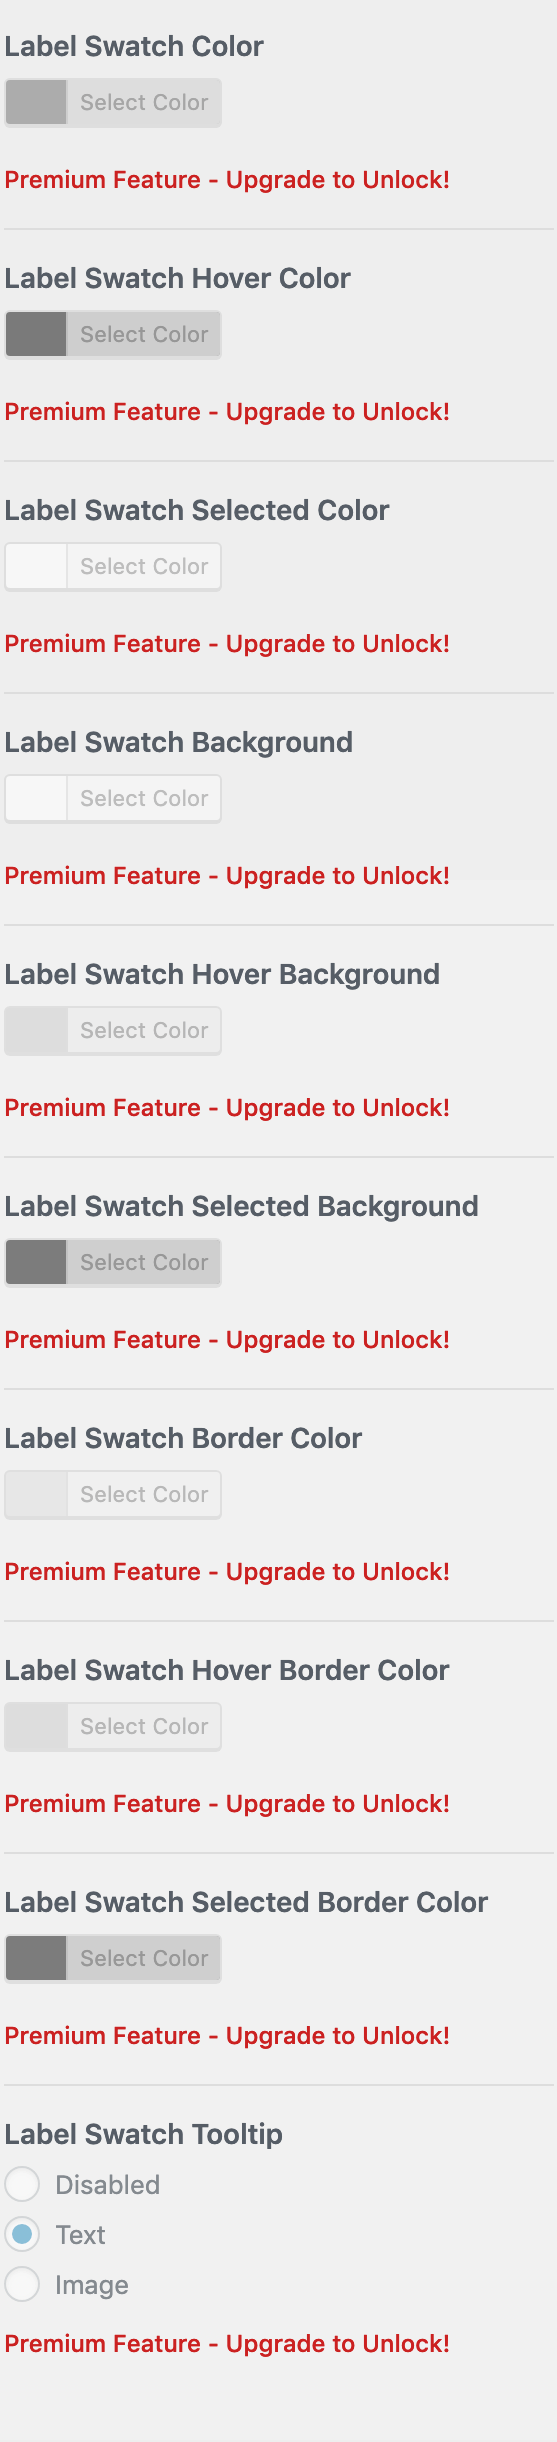 Label Swatch Color
Select Color
Premium Feature - Upgrade to Unlock!
Label Swatch Hover Color
Select Color
Premium Feature - Upgrade to Unlock!
Label Swatch Selected Color
Select Color
Premium Feature - Upgrade to Unlock!
Label Swatch Background
Select Color
Premium Feature - Upgrade to Unlock!
Label Swatch Hover Background
Select Color
Premium Feature - Upgrade to Unlock!
Label Swatch Selected Background
Select Color
Premium Feature - Upgrade to Unlock!
Label Swatch Border Color
Select Color
Premium Feature - Upgrade to Unlock!
Label Swatch Hover Border Color
Select Color
Premium Feature - Upgrade to Unlock!
Label Swatch Selected Border Color
Select Color
Premium Feature - Upgrade to Unlock!
Label Swatch Tooltip
Disabled
Text
Image
Premium Feature - Upgrade to Unlock!